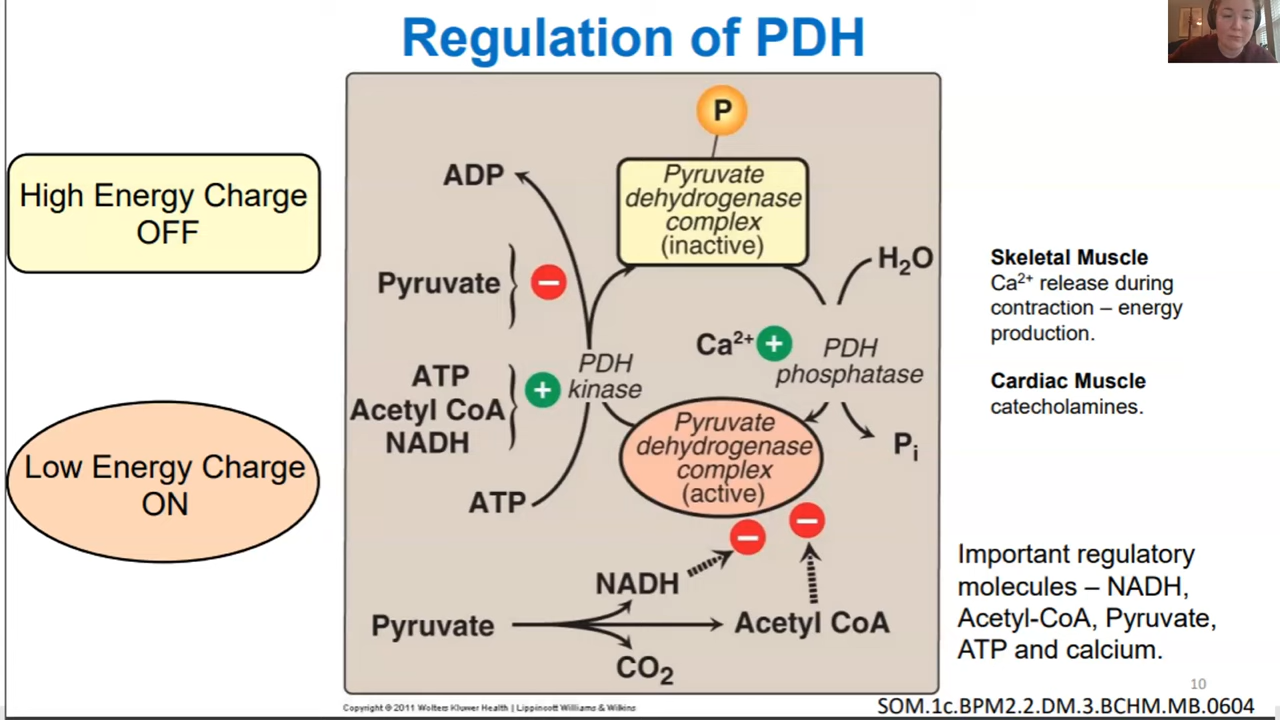 Regulation of PDH
High Energy Charge
OFF
Low Energy Charge
ON
P
Pyruvate
dehydrogenase
complex
(inactive)
ADP
Pyruvate
H₂O
Ca²⁺
PDH
phosphatase
PDH
kinase
ATP
Acetyl CoA
NADH
ATP
Pyruvate
dehydrogenase
complex
(active)
Pᵢ
NADH
Pyruvate
Acetyl CoA
CO₂
Skeletal Muscle
Ca²⁺ release during
contraction – energy
production.
Cardiac Muscle
catecholamines.
Important regulatory
molecules – NADH,
Acetyl-CoA, Pyruvate,
ATP and calcium.
10
Copyright © 2011 Wolters Kluwer Health | Lippincott Williams & Wilkins
SOM.1c.BPM2.2.DM.3.BCHM.MB.0604